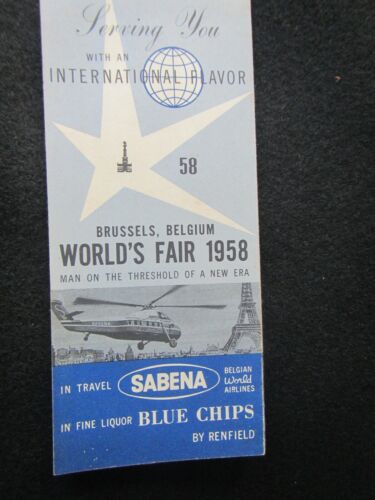 Serving You
WITH AN
INTERNATIONAL FLAVOR
58
BRUSSELS, BELGIUM
WORLD'S FAIR 1958
MAN ON THE THRESHOLD OF A NEW ERA
SABENA
IN TRAVEL SABENA BELGIAN World AIRLINES
IN FINE LIQUOR BLUE CHIPS
BY RENFIELD